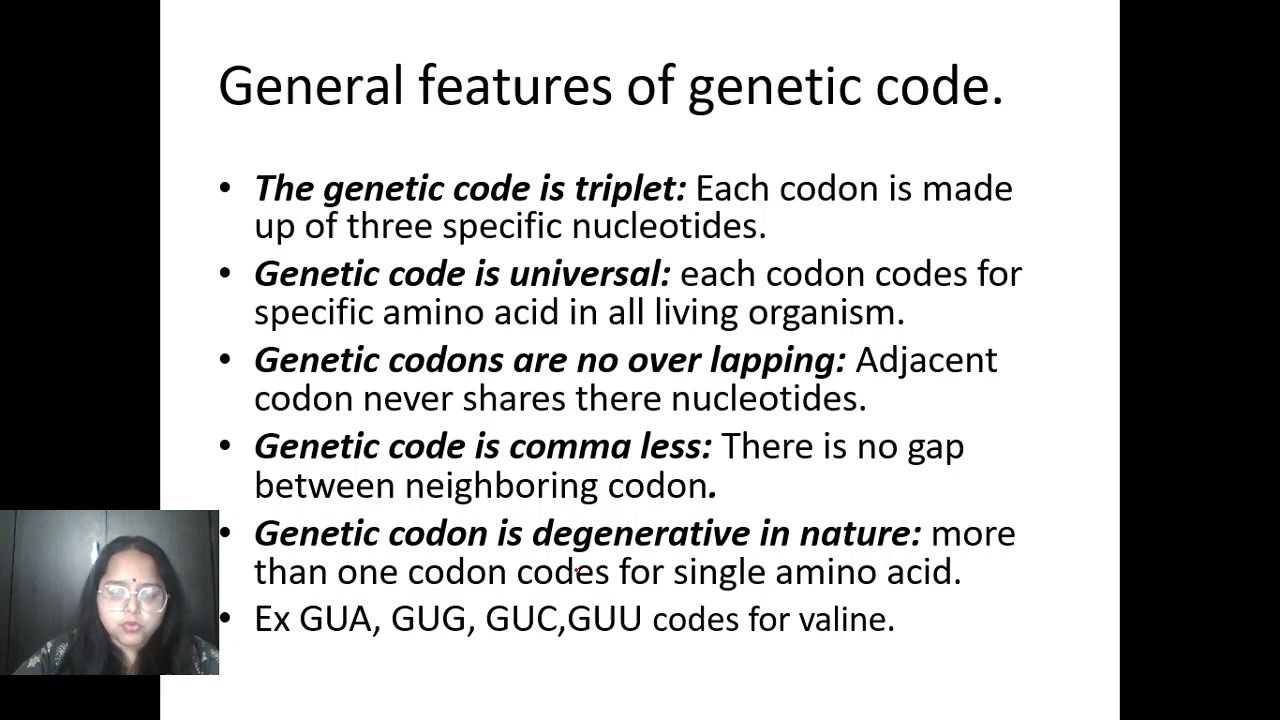 General features of genetic code.
• The genetic code is triplet: Each codon is made
up of three specific nucleotides.
• Genetic code is universal: each codon codes for
specific amino acid in all living organism.
• Genetic codons are no over lapping: Adjacent
codon never shares there nucleotides.
• Genetic code is comma less: There is no gap
between neighboring codon.
• Genetic codon is degenerative in nature: more
than one codon codes for single amino acid.
• Ex GUA, GUG, GUC,GUU codes for valine.